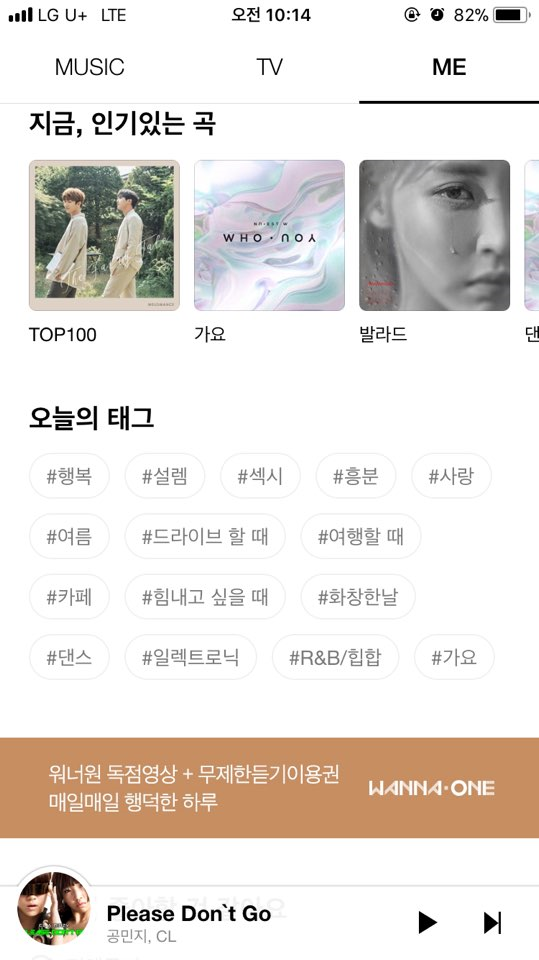 LG U+ LTE 오전 10:14 82%
MUSIC TV ME
지금, 인기있는 곡
WHO · YOU
TOP100 가요 발라드 댄
오늘의 태그
#행복 #설렘 #섹시 #흥분 #사랑
#여름 #드라이브 할 때 #여행할 때
#카페 #힘내고 싶을 때 #화창한날
#댄스 #일렉트로닉 #R&B/힙합 #가요
워너원 독점영상 + 무제한듣기이용권
매일매일 행덕한 하루
WANNA·ONE
Please Don`t Go
공민지, CL